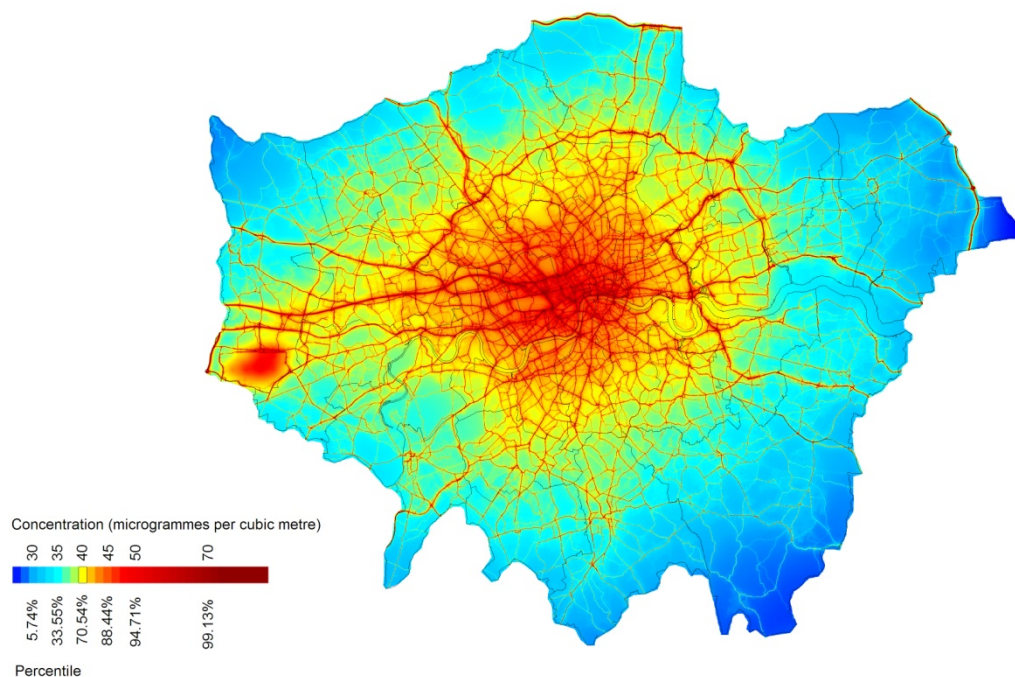 Concentration (microgrammes per cubic metre)
30 35 40 45 50 70
5.74% 33.55% 70.54% 88.44% 94.71% 99.13%
Percentile